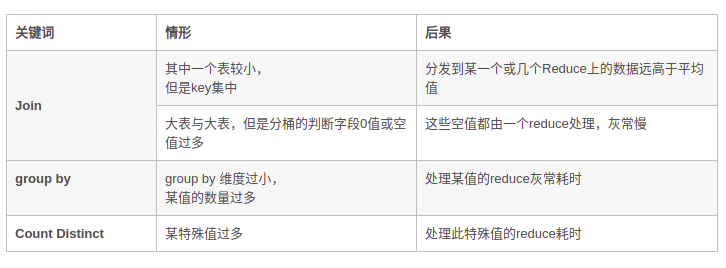 关键词 情形 后果
Join
其中一个表较小，
但是key集中
分发到某一个或几个Reduce上的数据远高于平均
值
大表与大表，但是分桶的判断字段0值或空
值过多
这些空值都由一个reduce处理，灰常慢
group by
group by 维度过小，
某值的数量过多
处理某值的reduce灰常耗时
Count Distinct 某特殊值过多 处理此特殊值的reduce耗时